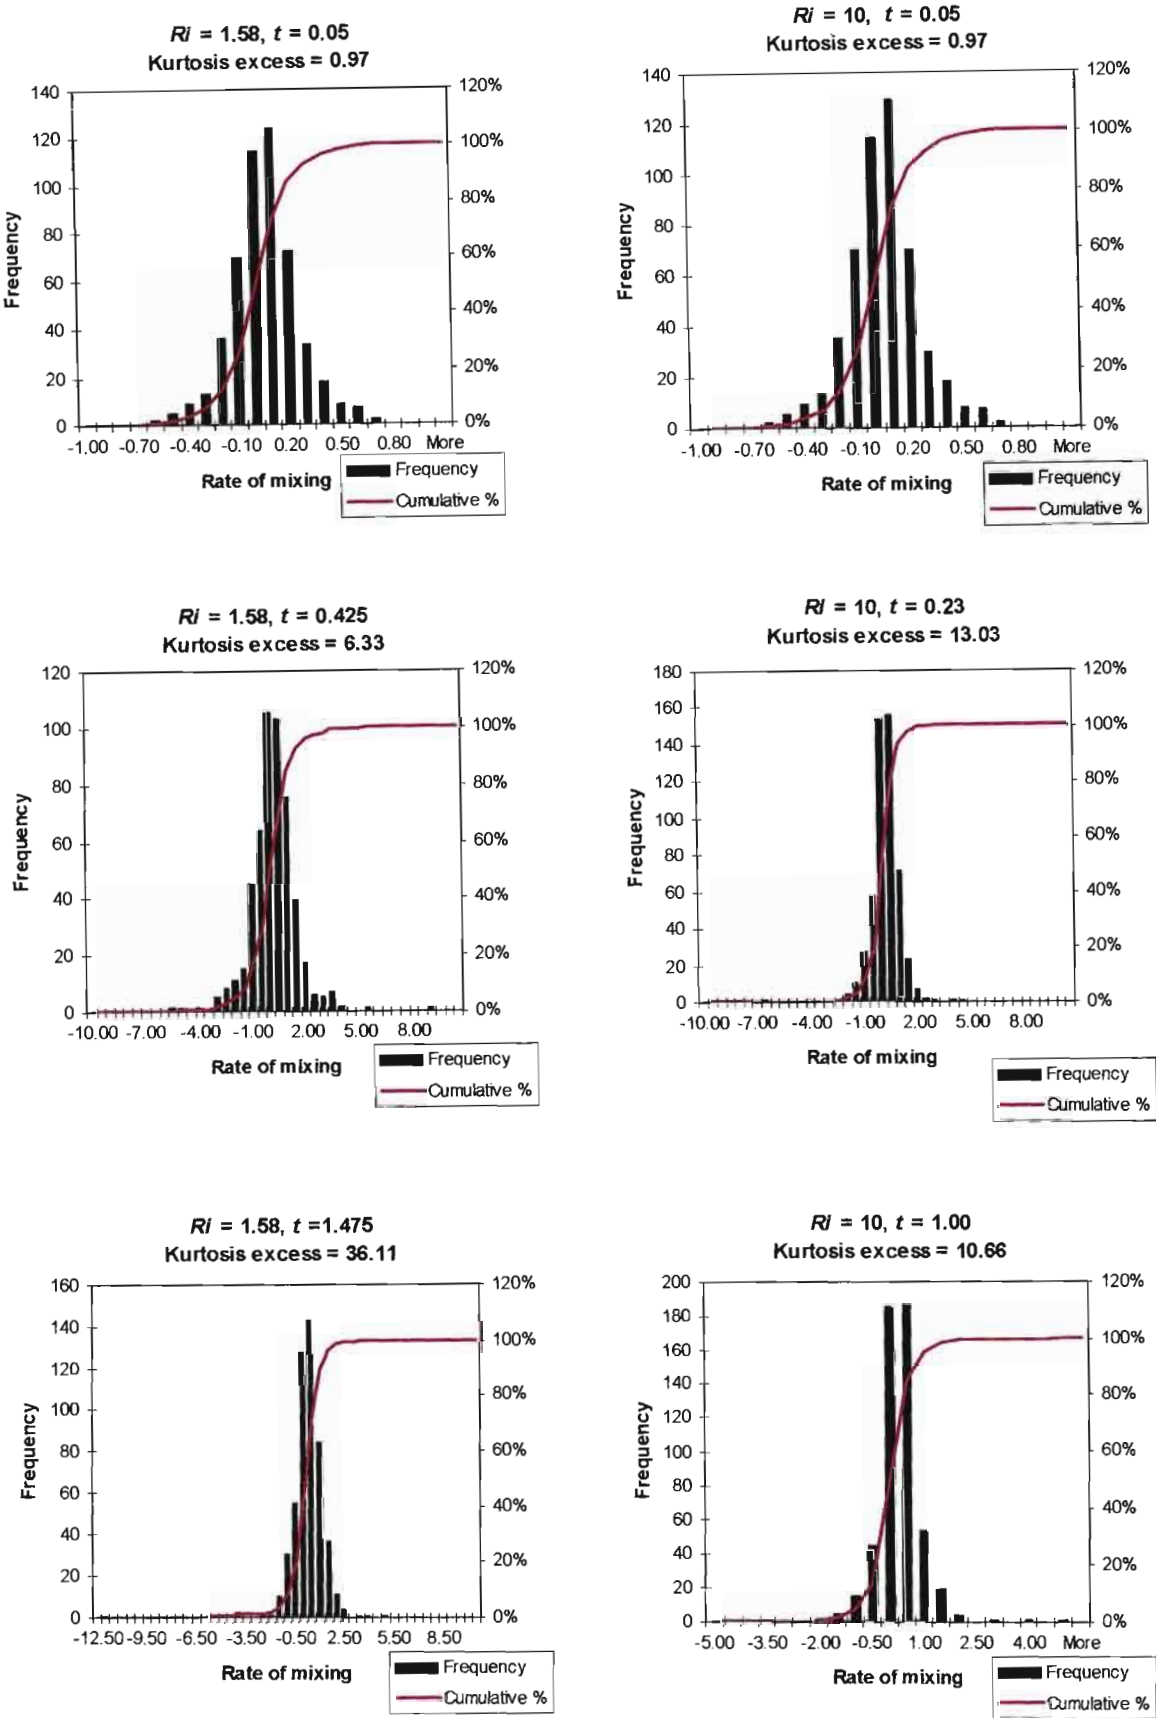 Ri = 1.58, t = 0.05
Kurtosis excess = 0.97
140
120
100
80
60
40
20
0
120%
100%
80%
60%
40%
20%
0%
Frequency
-1.00 -0.70 -0.40 -0.10 0.20 0.50 0.80 More
Rate of mixing
Frequency
Cumulative %
Ri = 10, t = 0.05
Kurtosis excess = 0.97
140
120
100
80
60
40
20
0
120%
100%
80%
60%
40%
20%
0%
Frequency
-1.00 -0.70 -0.40 -0.10 0.20 0.50 0.80 More
Rate of mixing
Frequency
Cumulative %
Ri = 1.58, t = 0.425
Kurtosis excess = 6.33
120
100
80
60
40
20
0
120%
100%
80%
60%
40%
20%
0%
Frequency
-10.00 -7.00 -4.00 -1.00 2.00 5.00 8.00
Rate of mixing
Frequency
Cumulative %
Ri = 10, t = 0.23
Kurtosis excess = 13.03
180
160
140
120
100
80
60
40
20
0
120%
100%
80%
60%
40%
20%
0%
Frequency
-10.00 -7.00 -4.00 -1.00 2.00 5.00 8.00
Rate of mixing
Frequency
Cumulative %
Ri = 1.58, t =1.475
Kurtosis excess = 36.11
160
140
120
100
80
60
40
20
0
120%
100%
80%
60%
40%
20%
0%
Frequency
-12.50 -9.50 -6.50 -3.50 -0.50 2.50 5.50 8.50
Rate of mixing
Frequency
Cumulative %
Ri = 10, t = 1.00
Kurtosis excess = 10.66
200
180
160
140
120
100
80
60
40
20
0
120%
100%
80%
60%
40%
20%
0%
Frequency
-5.00 -3.50 -2.00 -0.50 1.00 2.50 4.00 More
Rate of mixing
Frequency
Cumulative %